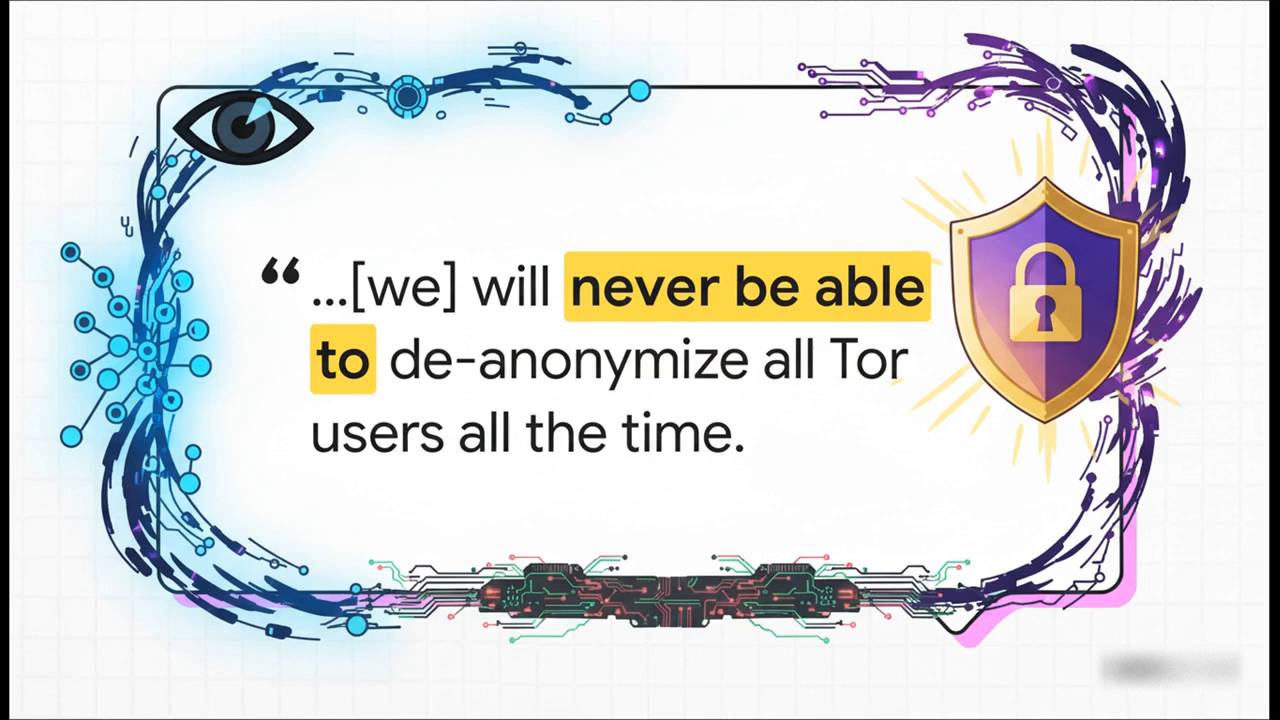 “ ...[we] will never be able
to de-anonymize all Tor
users all the time.